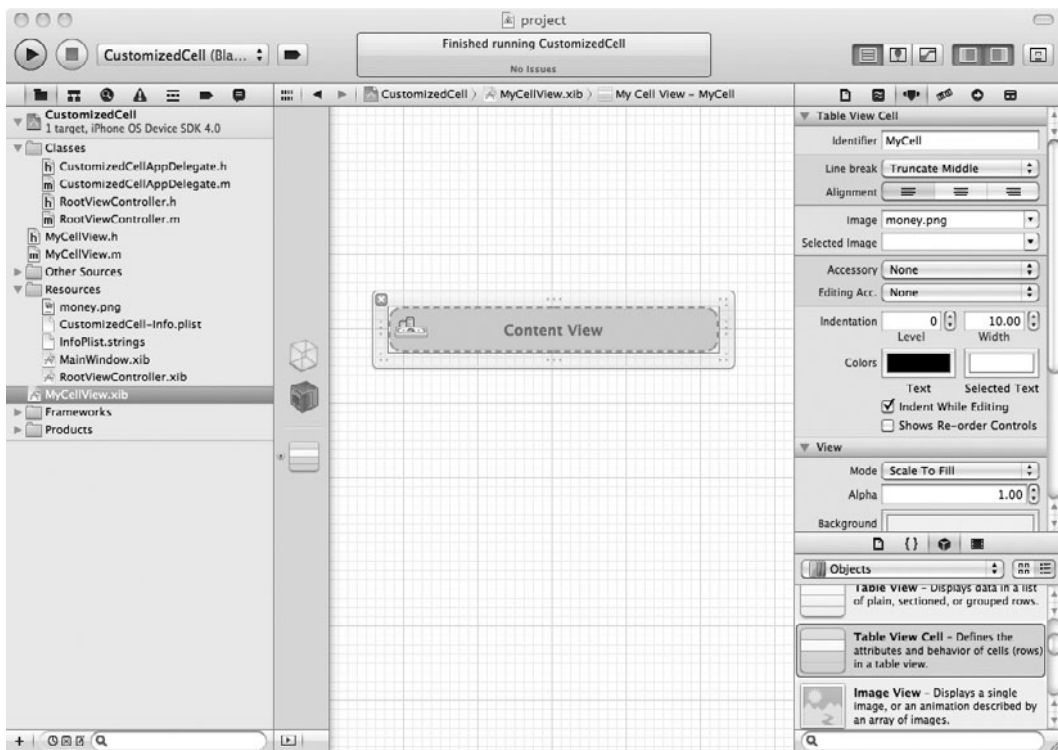 project
CustomizedCell (Bla...
Finished running CustomizedCell
No Issues
CustomizedCell
MyCellView.xib
My Cell View - MyCell
CustomizedCell
1 target, iPhone OS Device SDK 4.0
Classes
h CustomizedCellAppDelegate.h
m CustomizedCellAppDelegate.m
h RootViewController.h
m RootViewController.m
h MyCellView.h
m MyCellView.m
Other Sources
Resources
money.png
CustomizedCell-Info.plist
InfoPlist.strings
MainWindow.xib
RootViewController.xib
MyCellView.xib
Frameworks
Products
Content View
Table View Cell
Identifier MyCell
Line break Truncate Middle
Alignment
Image money.png
Selected Image
Accessory None
Editing Acc. None
Indentation 0 10.00
Level Width
Colors
Text Selected Text
Indent While Editing
Shows Re-order Controls
View
Mode Scale To Fill
Alpha 1.00
Background
{}
Objects
Table View - Displays data in a list
of plain, sectioned, or grouped rows.
Table View Cell - Defines the
attributes and behavior of cells (rows)
in a table view.
Image View - Displays a single
image, or an animation described by
an array of images.